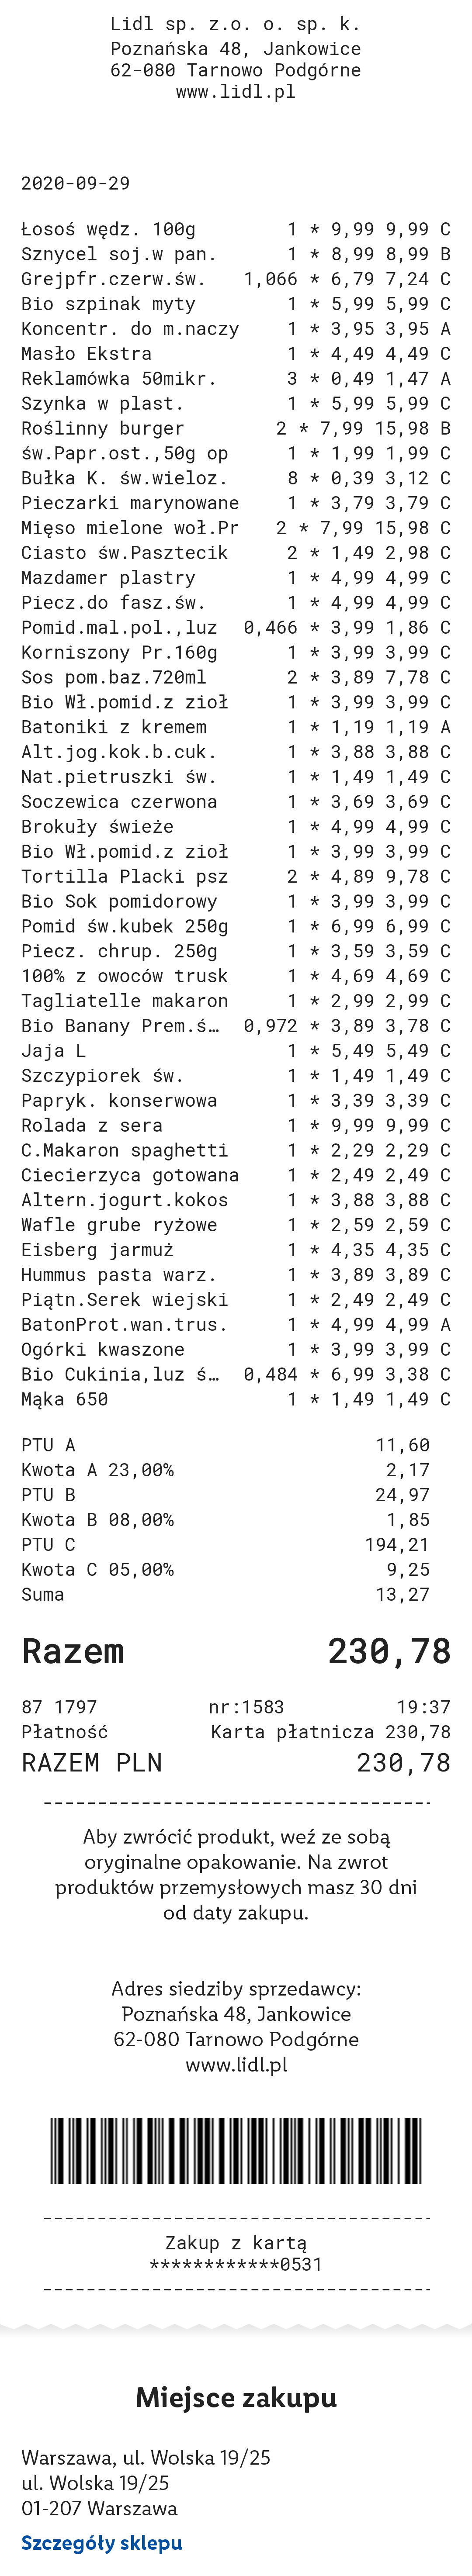 Lidl sp. z.o. o. sp. k.
Poznańska 48, Jankowice
62-080 Tarnowo Podgórne
www.lidl.pl
2020-09-29
Łosoś wędz. 100g 1 * 9,99 9,99 C
Sznycel soj.w pan. 1 * 8,99 8,99 B
Grejpfr.czerw.św. 1,066 * 6,79 7,24 C
Bio szpinak myty 1 * 5,99 5,99 C
Koncentr. do m.naczy 1 * 3,95 3,95 A
Masło Ekstra 1 * 4,49 4,49 C
Reklamówka 50mikr. 3 * 0,49 1,47 A
Szynka w plast. 1 * 5,99 5,99 C
Roślinny burger 2 * 7,99 15,98 B
św.Papr.ost.,50g op 1 * 1,99 1,99 C
Bułka K. św.wieloz. 8 * 0,39 3,12 C
Pieczarki marynowane 1 * 3,79 3,79 C
Mięso mielone woł.Pr 2 * 7,99 15,98 C
Ciasto św.Pasztecik 2 * 1,49 2,98 C
Mazdamer plastry 1 * 4,99 4,99 C
Piecz.do fasz.św. 1 * 4,99 4,99 C
Pomid.mal.pol.,luz 0,466 * 3,99 1,86 C
Korniszony Pr.160g 1 * 3,99 3,99 C
Sos pom.baz.720ml 2 * 3,89 7,78 C
Bio Wł.pomid.z zioł 1 * 3,99 3,99 C
Batoniki z kremem 1 * 1,19 1,19 A
Alt.jog.kok.b.cuk. 1 * 3,88 3,88 C
Nat.pietruszki św. 1 * 1,49 1,49 C
Soczewica czerwona 1 * 3,69 3,69 C
Brokuły świeże 1 * 4,99 4,99 C
Bio Wł.pomid.z zioł 1 * 3,99 3,99 C
Tortilla Placki psz 2 * 4,89 9,78 C
Bio Sok pomidorowy 1 * 3,99 3,99 C
Pomid św.kubek 250g 1 * 6,99 6,99 C
Piecz. chrup. 250g 1 * 3,59 3,59 C
100% z owoców trusk 1 * 4,69 4,69 C
Tagliatelle makaron 1 * 2,99 2,99 C
Bio Banany Prem.ś… 0,972 * 3,89 3,78 C
Jaja L 1 * 5,49 5,49 C
Szczypiorek św. 1 * 1,49 1,49 C
Papryk. konserwowa 1 * 3,39 3,39 C
Rolada z sera 1 * 9,99 9,99 C
C.Makaron spaghetti 1 * 2,29 2,29 C
Ciecierzyca gotowana 1 * 2,49 2,49 C
Altern.jogurt.kokos 1 * 3,88 3,88 C
Wafle grube ryżowe 1 * 2,59 2,59 C
Eisberg jarmuż 1 * 4,35 4,35 C
Hummus pasta warz. 1 * 3,89 3,89 C
Piątn.Serek wiejski 1 * 2,49 2,49 C
BatonProt.wan.trus. 1 * 4,99 4,99 A
Ogórki kwaszone 1 * 3,99 3,99 C
Bio Cukinia,luz ś… 0,484 * 6,99 3,38 C
Mąka 650 1 * 1,49 1,49 C
PTU A 11,60
Kwota A 23,00% 2,17
PTU B 24,97
Kwota B 08,00% 1,85
PTU C 194,21
Kwota C 05,00% 9,25
Suma 13,27
Razem 230,78
87 1797 nr:1583 19:37
Płatność Karta płatnicza 230,78
RAZEM PLN 230,78
Aby zwrócić produkt, weź ze sobą
oryginalne opakowanie. Na zwrot
produktów przemysłowych masz 30 dni
od daty zakupu.
Adres siedziby sprzedawcy:
Poznańska 48, Jankowice
62-080 Tarnowo Podgórne
www.lidl.pl
Zakup z kartą
************0531
Miejsce zakupu
Warszawa, ul. Wolska 19/25
ul. Wolska 19/25
01-207 Warszawa
Szczegóły sklepu